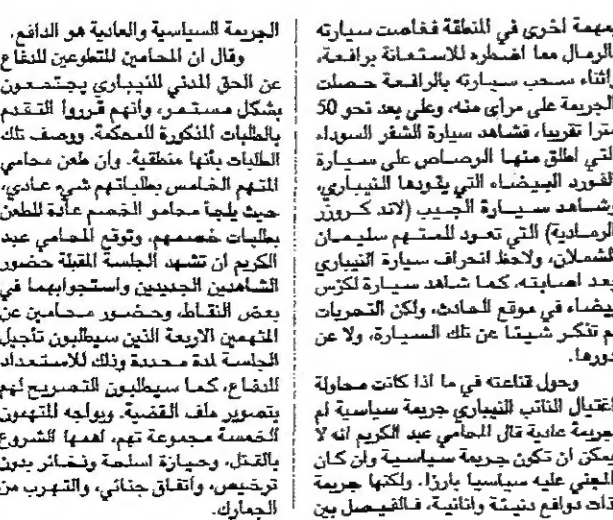 بمهمة اخرى في المنطقة فغاصت سيارته
الرمال مما اضطره للاستعانة برافعة،
اثناء سحب سيارته بالرافعة حصلت
الجريمة على مراى منه، وعلى بعد نحو 50
مترا تقريبا، فشاهد سيارة الشفر السوداء
التي اطلق منها الرصاص على سيارة
الفورد البيضاء التي يقودها النيباري،
وشاهد سيارة الجيب (لاند كروزر
الرمادية) التي تعود للمتهم سليمان
الشملان، ولاحظ انحراف سيارة النيباري
بعد اصابته، كما شاهد سيارة لكزس
بيضاء في موقع الحادث، ولكن التحريات
لم تذكر شيئا عن تلك السيارة، ولا عن
دورها.
وحول قناعته في ما اذا كانت محاولة
اغتيال النائب النيباري جريمة سياسية ام
جريمة عادية قال المحامي عبد الكريم انه لا
يمكن ان تكون جريمة سياسية وان كان
المجني عليه سياسيا بارزا، ولكنها جريمة
ذات دوافع دنيئة وانانية، فالفيصل بين
الجريمة السياسية والعادية هو الدافع.
وقال ان المحامين المتطوعين للدفاع
عن الحق المدني للنيباري يجتمعون
بشكل مستمر، وانهم قرروا التقدم
بالطلبات المذكورة للمحكمة. ووصف تلك
الطلبات بأنها منطقية. وان طعن محامي
المتهم الخامس بطلباتهم شيء عادي،
حيث يلجأ محامو الخصم عادة للطعن
بطلبات خصمهم. وتوقع المحامي عبد
الكريم ان تشهد الجلسة المقبلة حضور
الشاهدين الجديدين واستجوابهما في
بعض النقاط، وحضور محامين عن
المتهمين الاربعة الذين سيطلبون تأجيل
الجلسة لمدة محددة وذلك للاستعداد
للدفاع، كما سيطلبون التصريح لهم
بتصوير ملف القضية. ويواجه المتهمون
الخمسة مجموعة تهم، اهمها الشروع
بالقتل، وحيازة اسلحة وذخائر بدون
ترخيص، واتفاق جنائي، والتهرب من
الجمارك.